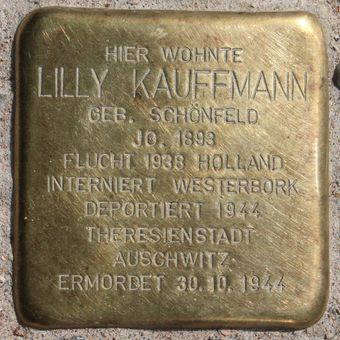 HIER WOHNTE
LILLY KAUFFMANN
GEB. SCHÖNFELD
JG. 1893
FLUCHT 1938 HOLLAND
INTERNIERT WESTERBORK
DEPORTIERT 1944
THERESIENSTADT
AUSCHWITZ
ERMORDET 30.10.1944